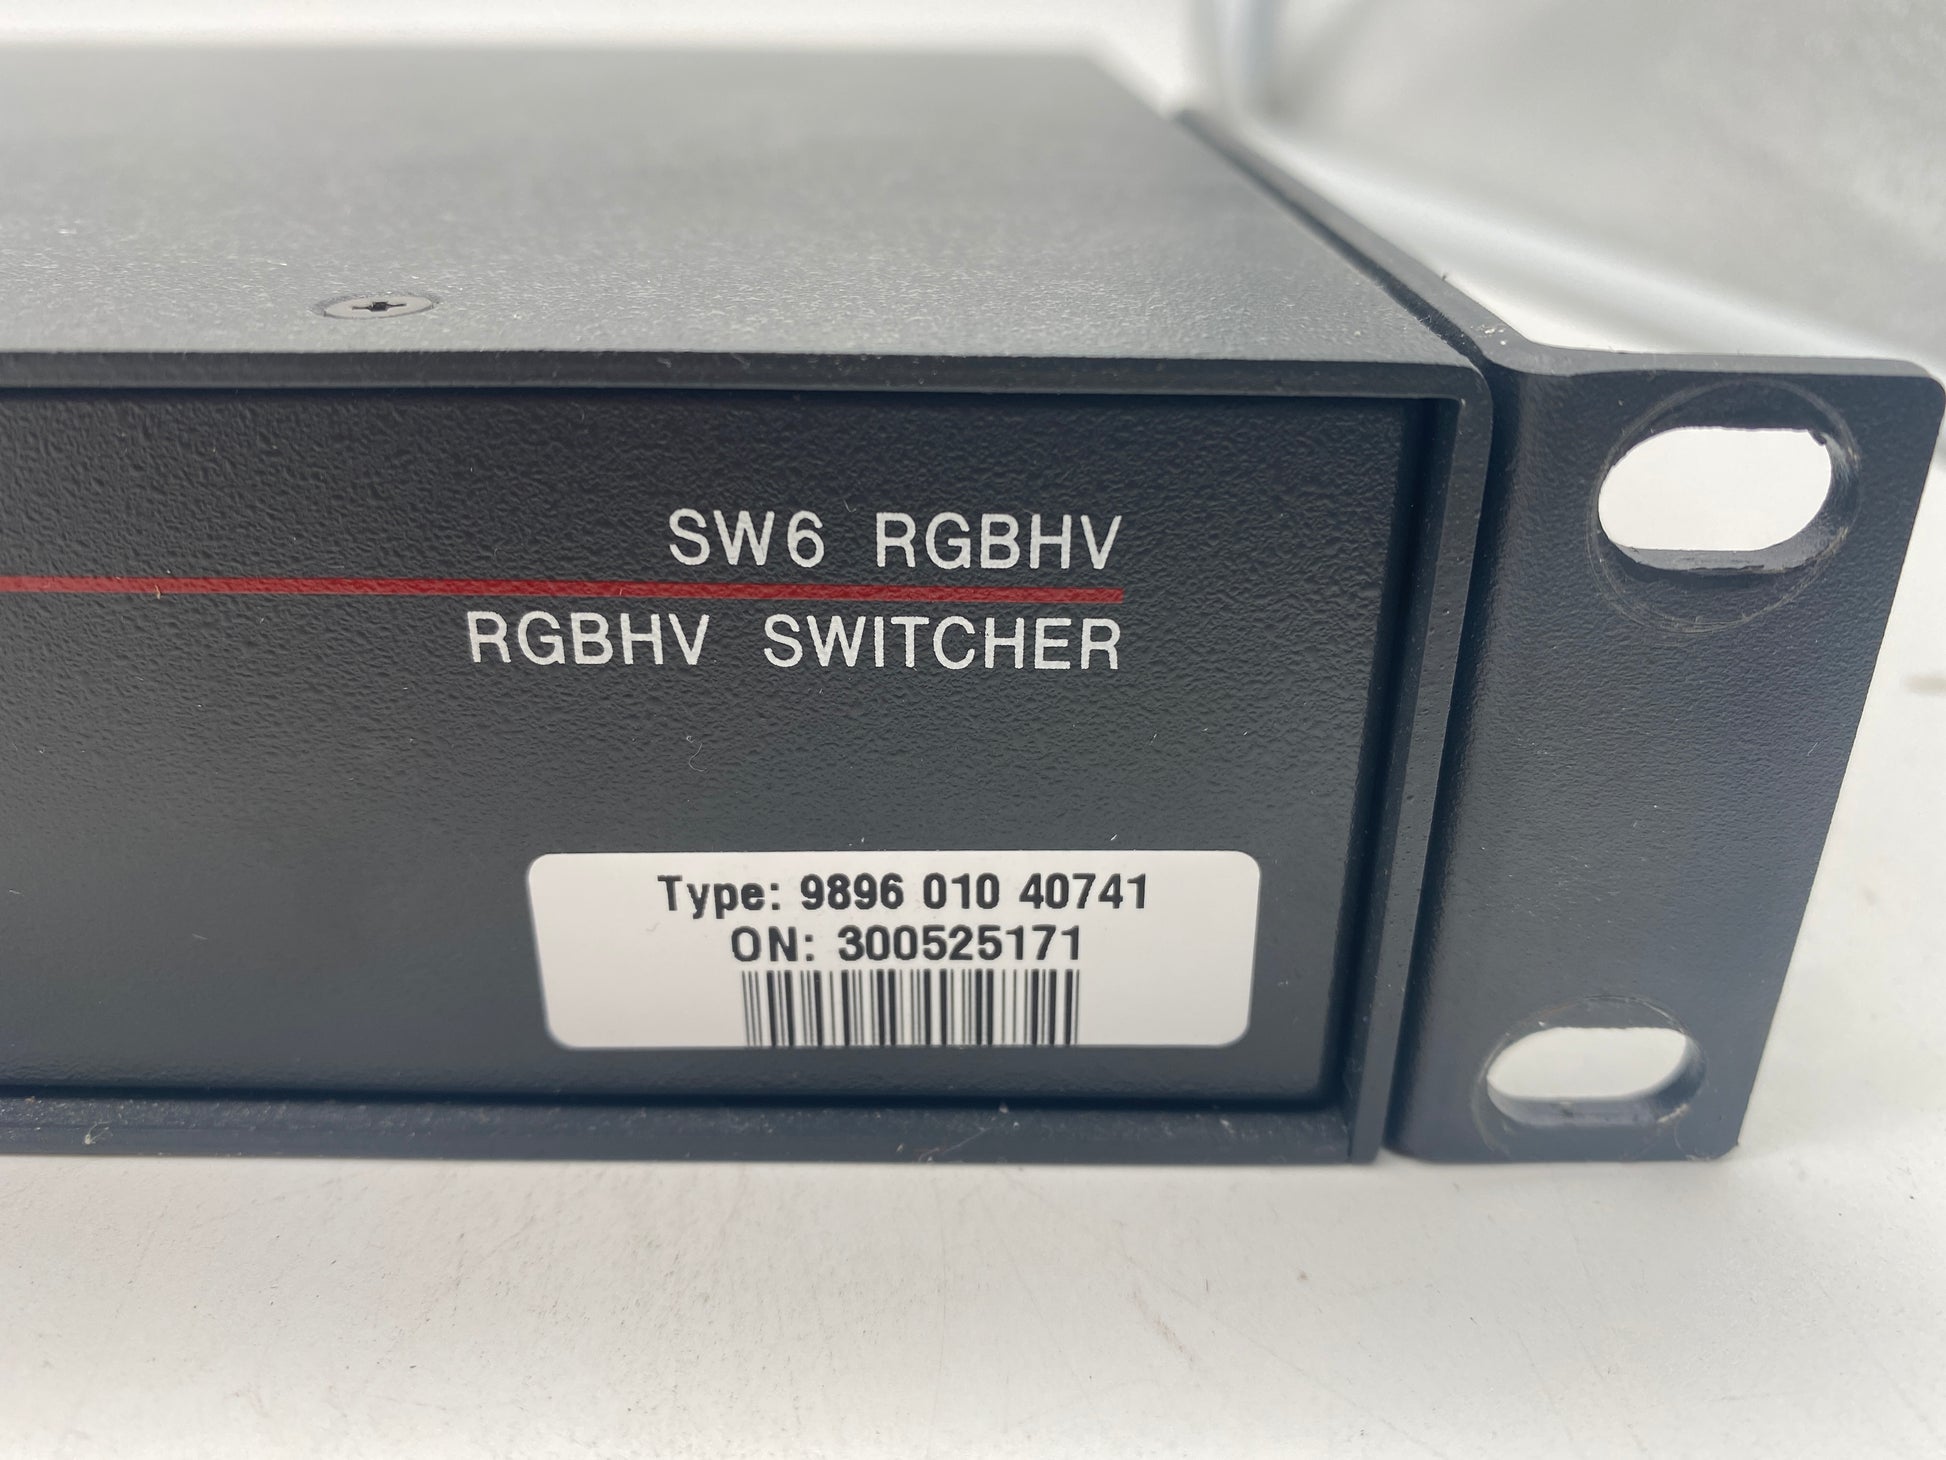 SW6 RGBHV
RGBHV SWITCHER
Type: 9896 010 40741
ON: 300525171